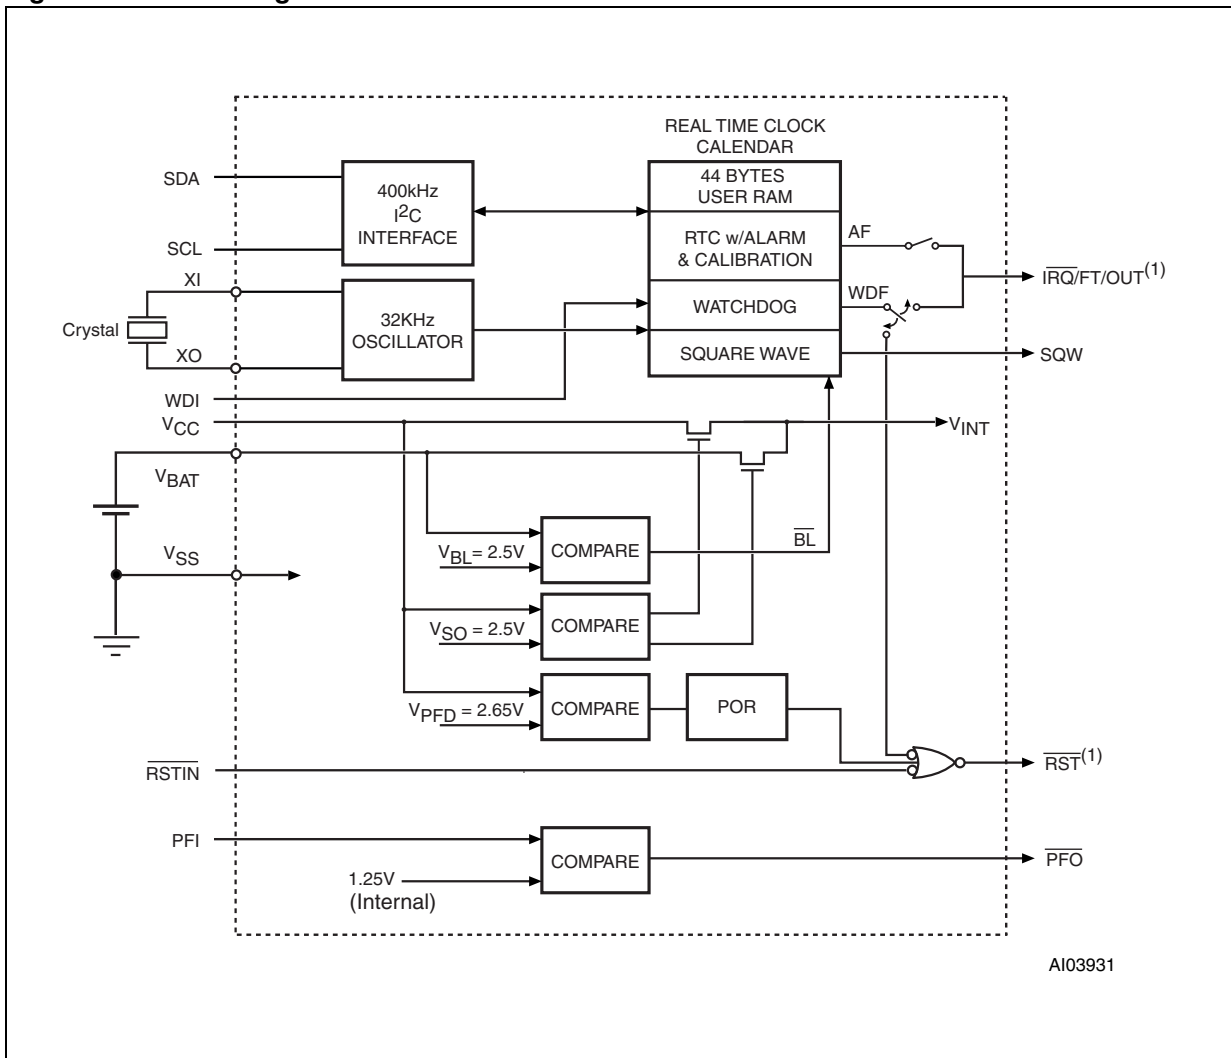 REAL TIME CLOCK
CALENDAR
SDA
SCL
400kHz
I2C
INTERFACE
44 BYTES
USER RAM
RTC w/ALARM
& CALIBRATION
WATCHDOG
SQUARE WAVE
AF
WDF
IRQ/FT/OUT(1)
SQW
XI
Crystal
XO
32KHz
OSCILLATOR
WDI
VCC
VINT
VBAT
VSS
VBL= 2.5V
COMPARE
BL
VSO = 2.5V
COMPARE
VPFD = 2.65V
COMPARE
POR
RSTIN
RST(1)
PFI
1.25V
(Internal)
COMPARE
PFO
AI03931